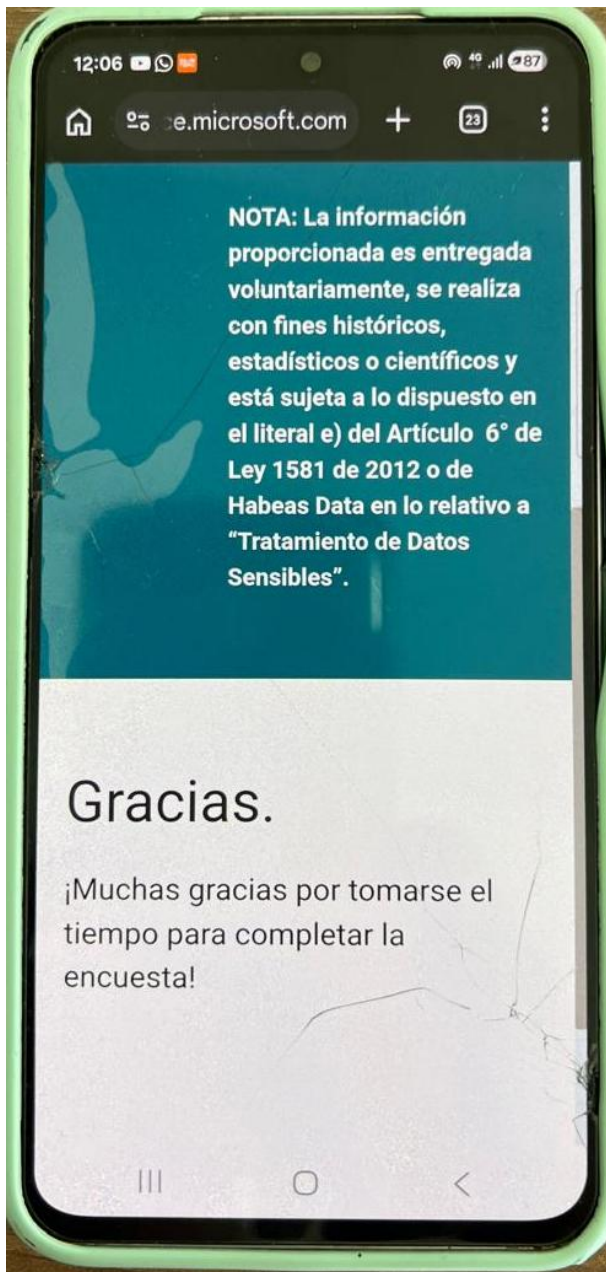 12:06
4G
87
e.microsoft.com
23
NOTA: La información
proporcionada es entregada
voluntariamente, se realiza
con fines históricos,
estadísticos o científicos y
está sujeta a lo dispuesto en
el literal e) del Artículo 6° de
Ley 1581 de 2012 o de
Habeas Data en lo relativo a
“Tratamiento de Datos
Sensibles”.
Gracias.
¡Muchas gracias por tomarse el
tiempo para completar la
encuesta!